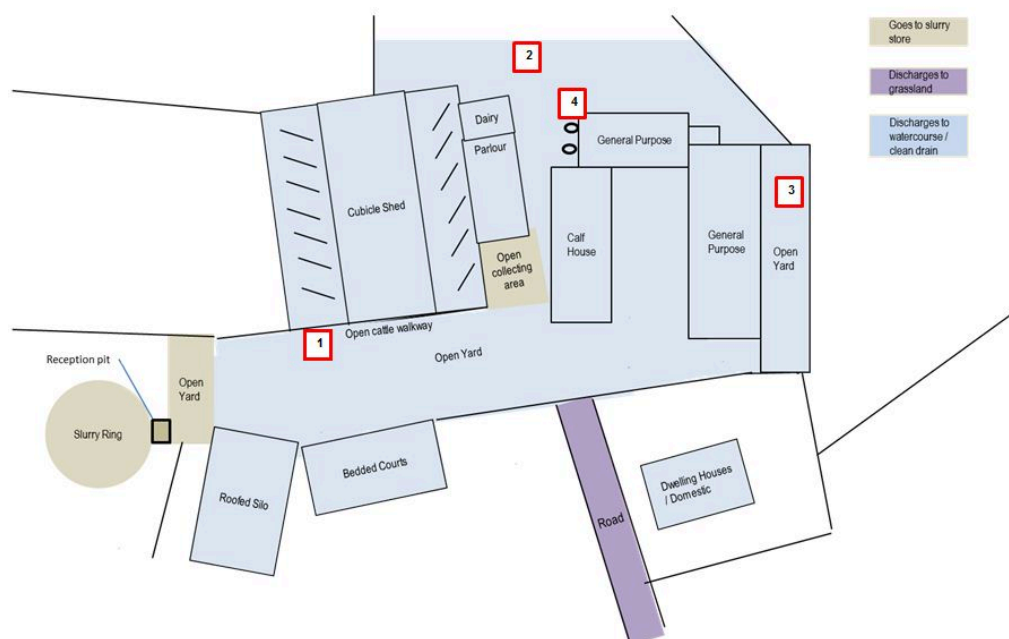 Goes to slurry
store
Discharges to
grassland
Discharges to
watercourse /
clean drain
2
4
Dairy
Parlour
General Purpose
3
Cubicle Shed
Calf
House
General
Purpose
Open
Yard
Open
collecting
area
1
Open cattle walkway
Open Yard
Reception pit
Open
Yard
Slurry Ring
Roofed Silo
Bedded Courts
Road
Dwelling Houses
/ Domestic